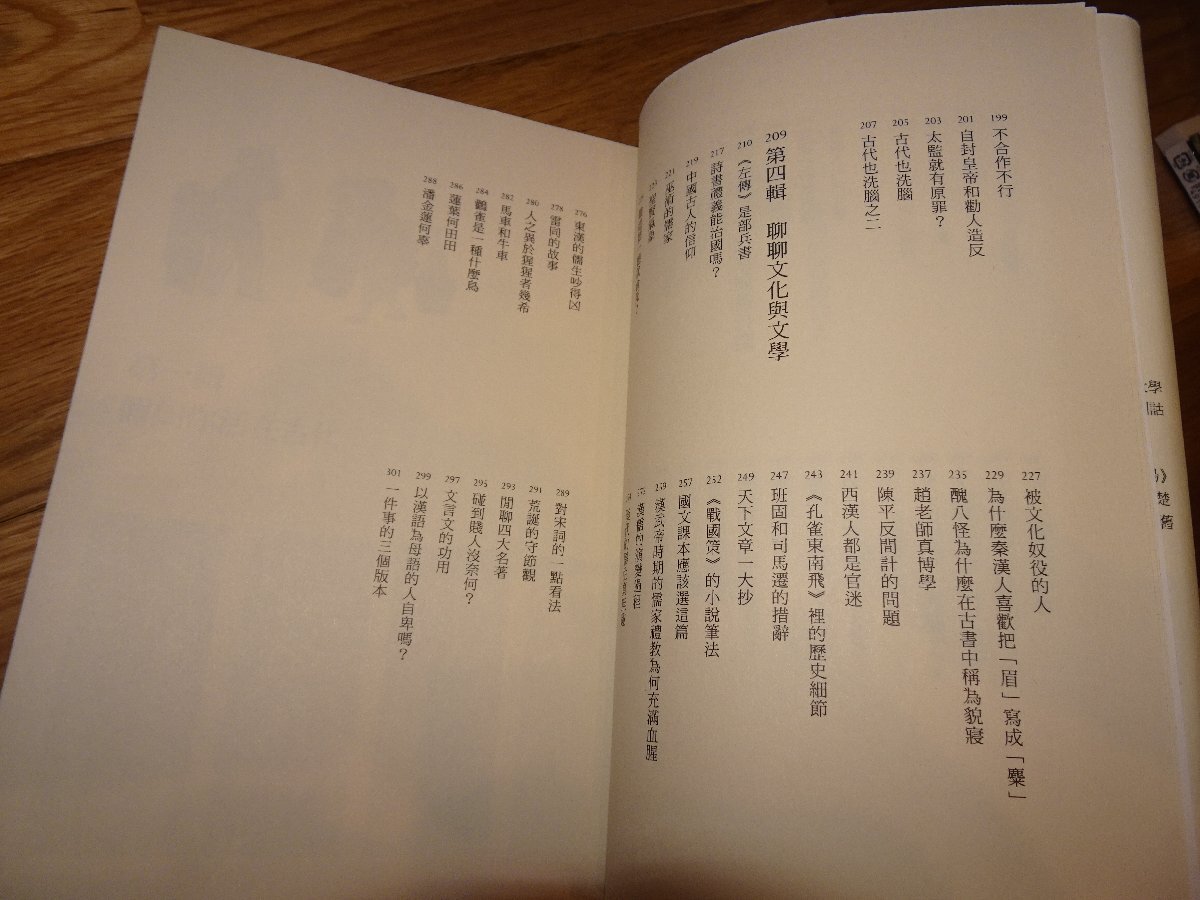 199 不合作不行
201 自封皇帝和勸人造反
203 太監就有原罪？
205 古代也洗腦
207 古代也洗腦之二
209 第四輯 聊聊文化與文學
210 《左傳》是部兵書
217 詩書禮義能治國嗎？
219 中國古人的信仰
221 巫術的儒家
227 被文化奴役的人
229 為什麼秦漢人喜歡把「眉」寫成「麋」
235 醜八怪為什麼在古書中稱為貌寢
237 趙老師真博學
239 陳平反間計的問題
241 西漢人都是官迷
243 《孔雀東南飛》裡的歷史細節
247 班固和司馬遷的措辭
249 天下文章一大抄
252 《戰國策》的小說筆法
257 國文課本應該選這篇
259 漢武帝時期的儒家禮教為何充滿血腥
276 東漢的儒生吵得凶
278 雷同的故事
280 人之異於猩猩者幾希
282 馬車和牛車
284 鸛雀是一種什麼鳥
286 蓮葉何田田
288 潘金蓮何辜
289 對宋詞的一點看法
291 荒誕的守節觀
293 閒聊四大名著
295 碰到賤人沒奈何？
297 文言文的功用
299 以漢語為母語的人自卑嗎？
301 一件事的三個版本